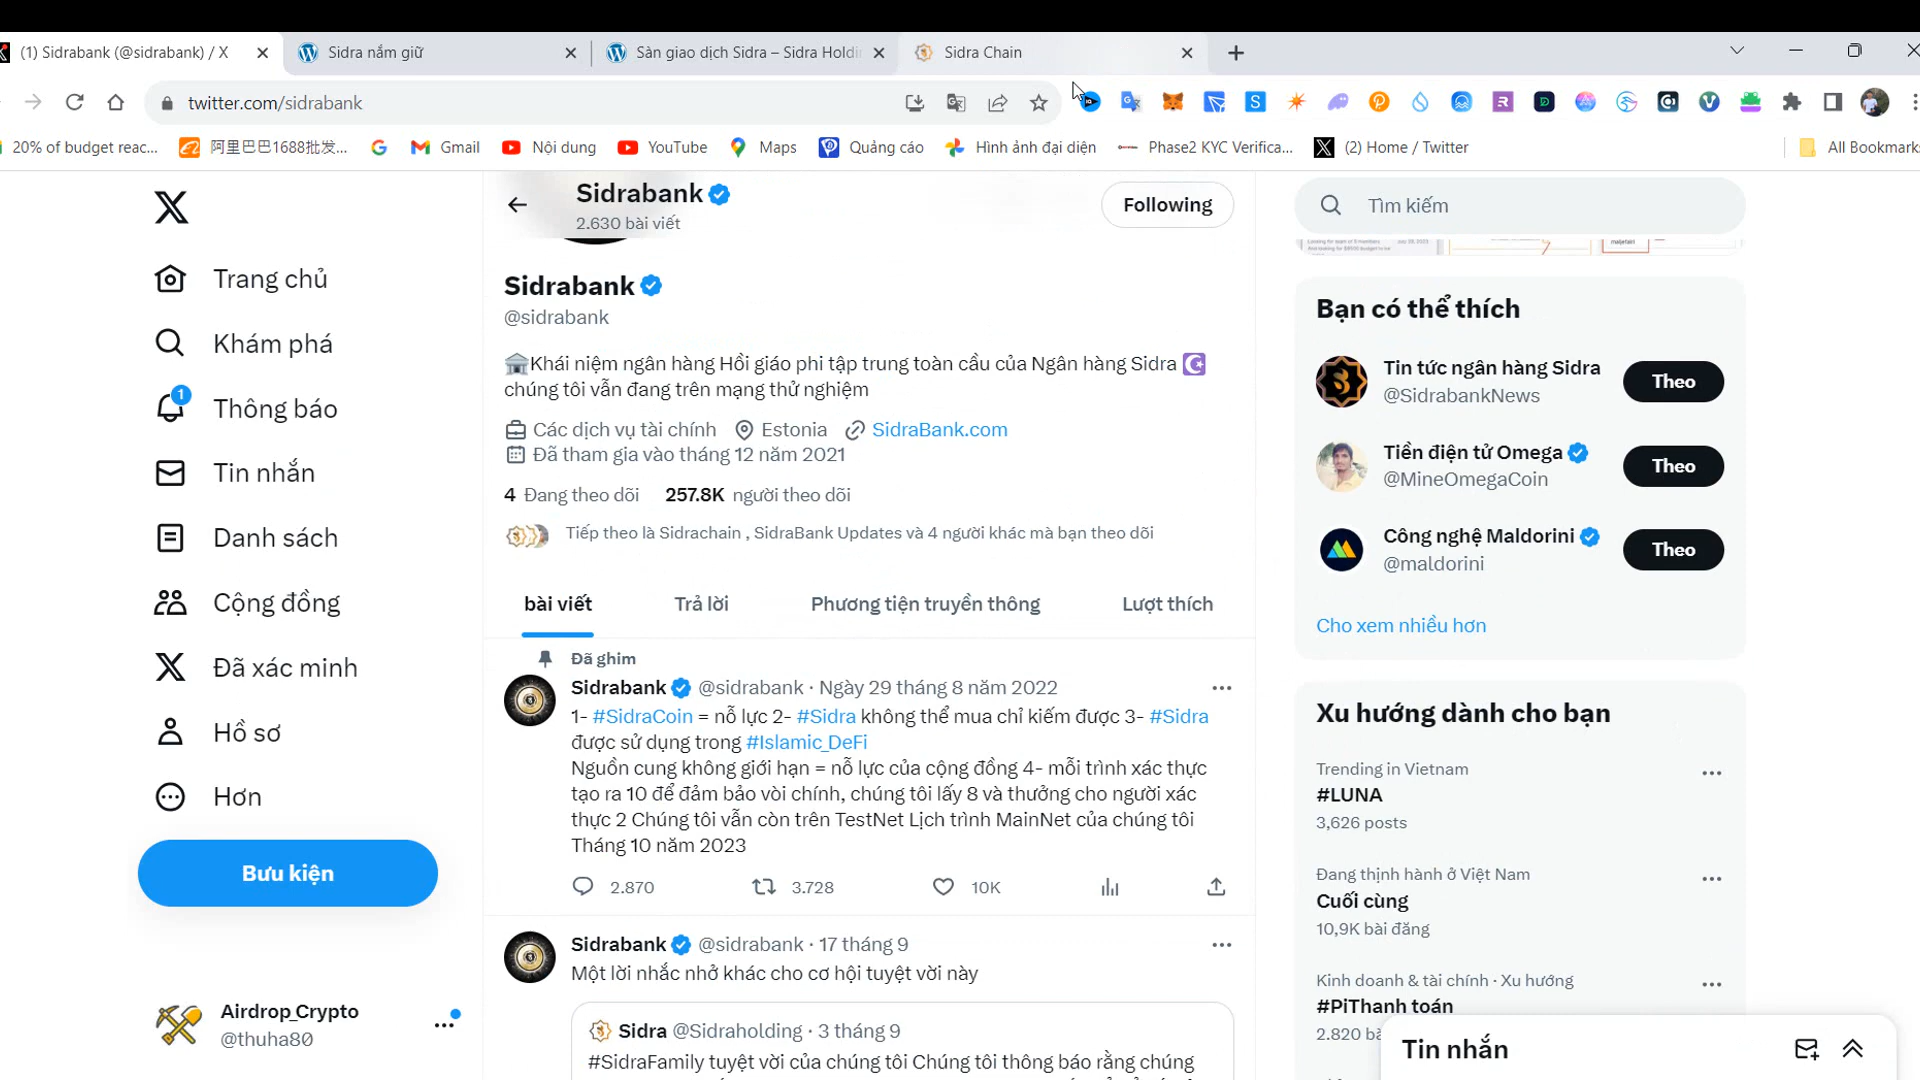 (1) Sidrabank (@sidrabank) / X
Sidra nắm giữ
Sàn giao dịch Sidra – Sidra Holdi
Sidra Chain
twitter.com/sidrabank
20% of budget reac...
阿里巴巴1688批发...
Gmail
Nội dung
YouTube
Maps
Quảng cáo
Hình ảnh đại diện
Phase2 KYC Verifica...
(2) Home / Twitter
All Bookmarks
Trang chủ
Khám phá
1
Thông báo
Tin nhắn
Danh sách
Cộng đồng
Đã xác minh
Hồ sơ
Hơn
Bưu kiện
Airdrop_Crypto
@thuha80
Sidrabank
2.630 bài viết
Following
Sidrabank
@sidrabank
Khái niệm ngân hàng Hồi giáo phi tập trung toàn cầu của Ngân hàng Sidra
chúng tôi vẫn đang trên mạng thử nghiệm
Các dịch vụ tài chính Estonia SidraBank.com
Đã tham gia vào tháng 12 năm 2021
4 Đang theo dõi 257.8K người theo dõi
Tiếp theo là Sidrachain , SidraBank Updates và 4 người khác mà bạn theo dõi
bài viết Trả lời Phương tiện truyền thông Lượt thích
Đã ghim
Sidrabank @sidrabank · Ngày 29 tháng 8 năm 2022
1- #SidraCoin = nỗ lực 2- #Sidra không thể mua chỉ kiếm được 3- #Sidra
được sử dụng trong #Islamic_DeFi
Nguồn cung không giới hạn = nỗ lực của cộng đồng 4- mỗi trình xác thực
tạo ra 10 để đảm bảo vòi chính, chúng tôi lấy 8 và thưởng cho người xác
thực 2 Chúng tôi vẫn còn trên TestNet Lịch trình MainNet của chúng tôi
Tháng 10 năm 2023
2.870 3.728 10K
Sidrabank @sidrabank · 17 tháng 9
Một lời nhắc nhở khác cho cơ hội tuyệt vời này
Sidra @Sidraholding · 3 tháng 9
#SidraFamily tuyệt vời của chúng tôi Chúng tôi thông báo rằng chúng
Tìm kiếm
Bạn có thể thích
Tin tức ngân hàng Sidra
@SidrabankNews
Theo
Tiền điện tử Omega
@MineOmegaCoin
Theo
Công nghệ Maldorini
@maldorini
Theo
Cho xem nhiều hơn
Xu hướng dành cho bạn
Trending in Vietnam
#LUNA
3,626 posts
Đang thịnh hành ở Việt Nam
Cuối cùng
10,9K bài đăng
Kinh doanh & tài chính · Xu hướng
#PiThanh toán
2.820 bà
Tin nhắn